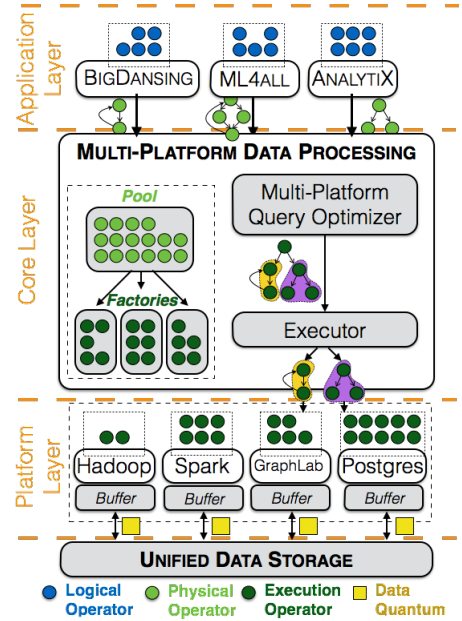 Application
Layer
BIGDANSING
ML4ALL
ANALYTIX
Core Layer
MULTI-PLATFORM DATA PROCESSING
Pool
Factories
Multi-Platform
Query Optimizer
Executor
Platform
Layer
Hadoop
Spark
GraphLab
Postgres
Buffer
Buffer
Buffer
Buffer
UNIFIED DATA STORAGE
Logical
Operator
Physical
Operator
Execution
Operator
Data
Quantum